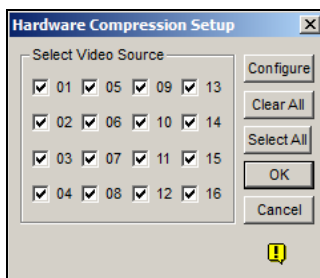 Hardware Compression Setup
Select Video Source
01 05 09 13
02 06 10 14
03 07 11 15
04 08 12 16
Configure
Clear All
Select All
OK
Cancel